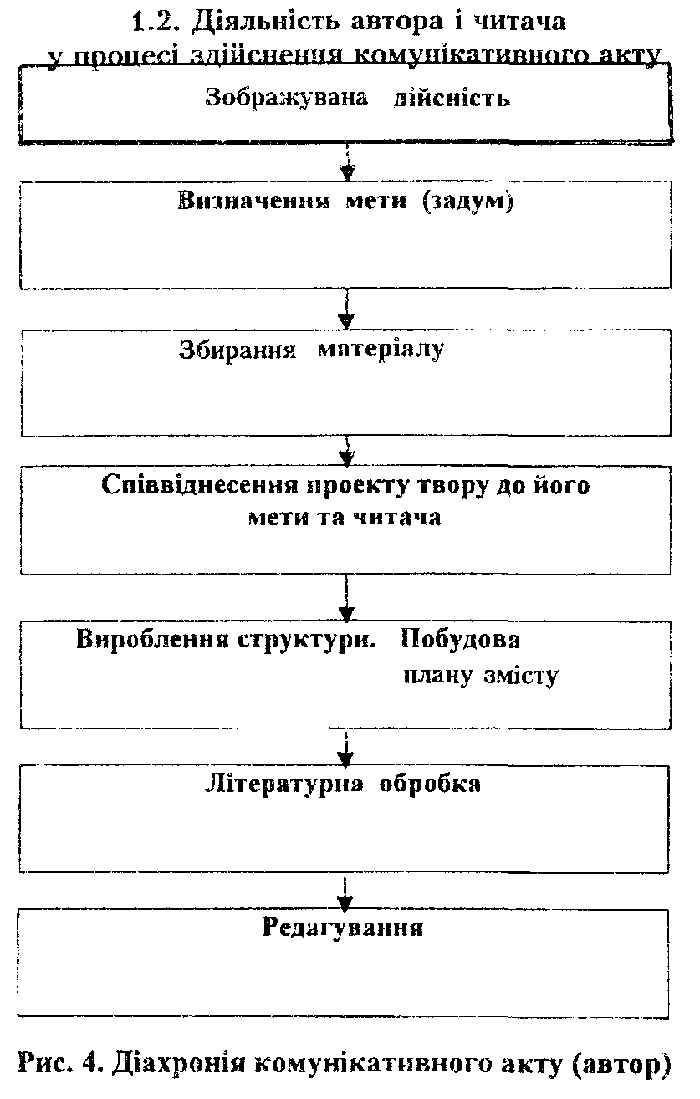 1.2. Діяльність автора і читача
у процесі здійснення комунікативного акту
Зображувана дійсність
Визначення мети (задум)
Збирання матеріалу
Співвіднесення проекту твору до його
мети та читача
Вироблення структури. Побудова
плану змісту
Літературна обробка
Редагування
Рис. 4. Діахронія комунікативного акту (автор)